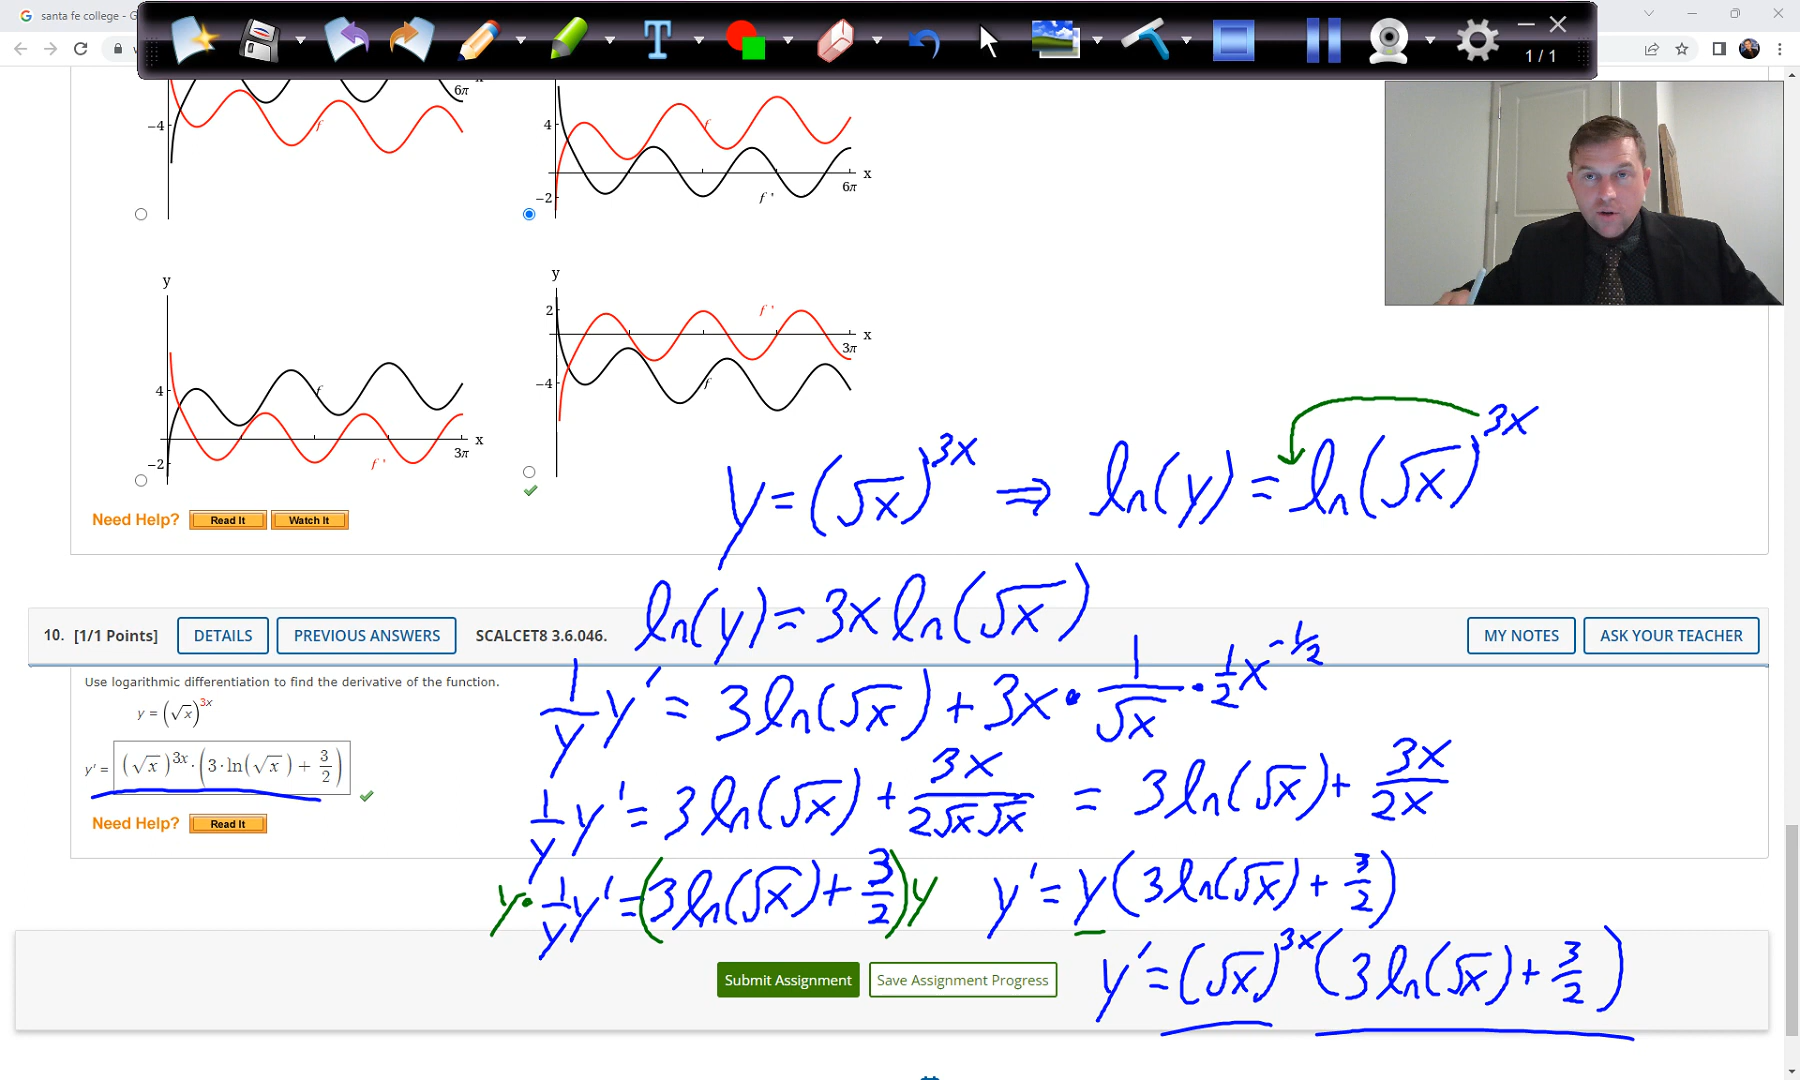 santa fe college - G
1 / 1
6π
x
-4
f
4
f
x
6π
-2
f '
y
4
f
x
3π
-2
f '
y
2
f '
x
3π
-4
f
y = (√x)^3x ⇒ ln(y) = ln(√x)^3x
Need Help? Read It Watch It
ln(y) = 3x ln(√x)
10. [1/1 Points] DETAILS PREVIOUS ANSWERS SCALCET8 3.6.046. MY NOTES ASK YOUR TEACHER
Use logarithmic differentiation to find the derivative of the function.
y = (√x)^3x
1/y y' = 3ln(√x) + 3x · 1/√x · 1/2 x^-1/2
y' = (√x)^3x · (3·ln(√x) + 3/2)
1/y y' = 3ln(√x) + 3x/2√x√x = 3ln(√x) + 3x/2x
Need Help? Read It
y · 1/y y' = (3ln(√x) + 3/2)y y' = y(3ln(√x) + 3/2)
Submit Assignment Save Assignment Progress
y' = (√x)^3x (3ln(√x) + 3/2)